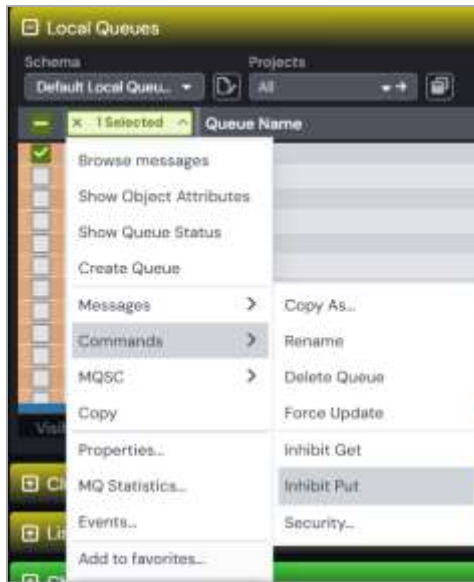 Local Queues
Schema
Projects
Default Local Queu...
All
1 Selected
Queue Name
Browse messages
Show Object Attributes
Show Queue Status
Create Queue
Messages
Commands
MQSC
Copy
Properties...
MQ Statistics...
Events...
Add to favorites...
Copy As...
Rename
Delete Queue
Force Update
Inhibit Get
Inhibit Put
Security...